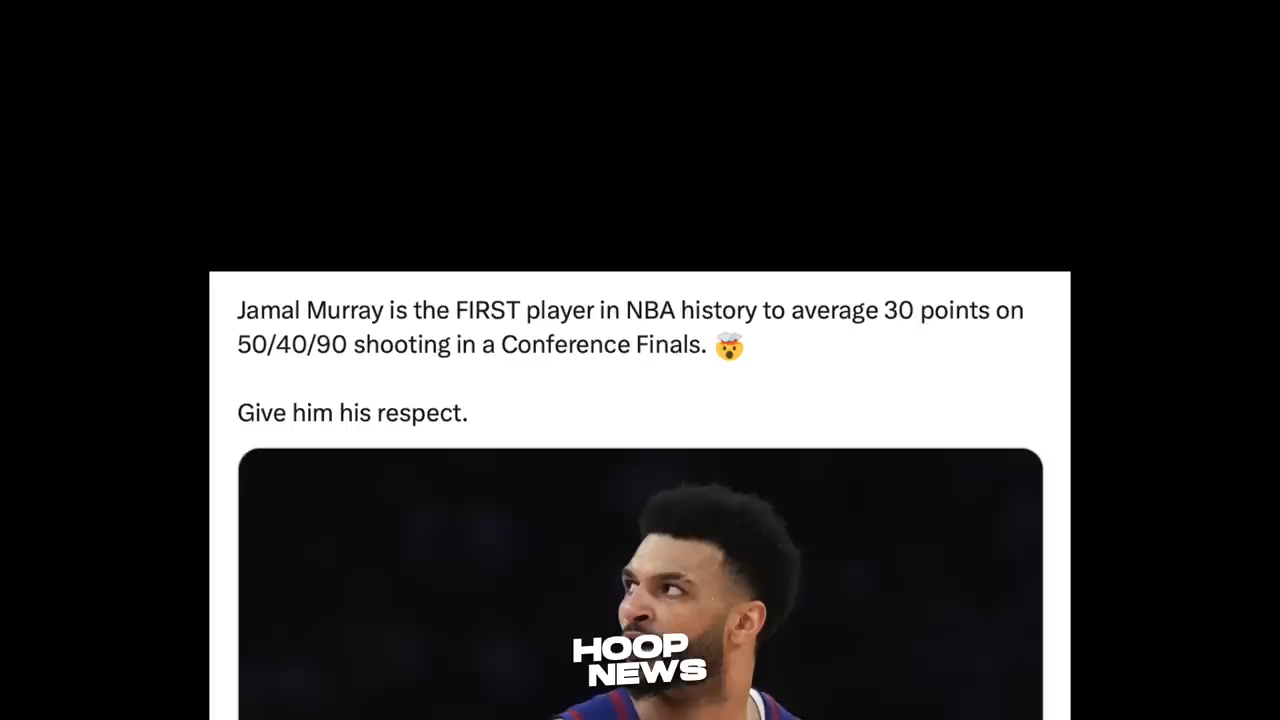 Jamal Murray is the FIRST player in NBA history to average 30 points on
50/40/90 shooting in a Conference Finals. 🤯
Give him his respect.
HOOP
NEWS